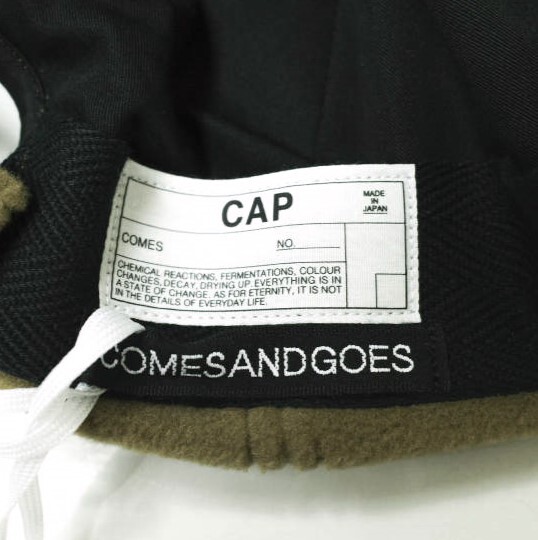 CAP
MADE
IN
JAPAN
COMES NO.
CHEMICAL REACTIONS, FERMENTATIONS, COLOUR
CHANGES, DECAY, DRYING UP. EVERYTHING IS IN
A STATE OF CHANGE. AS FOR ETERNITY, IT IS NOT
IN THE DETAILS OF EVERYDAY LIFE.
COMESANDGOES